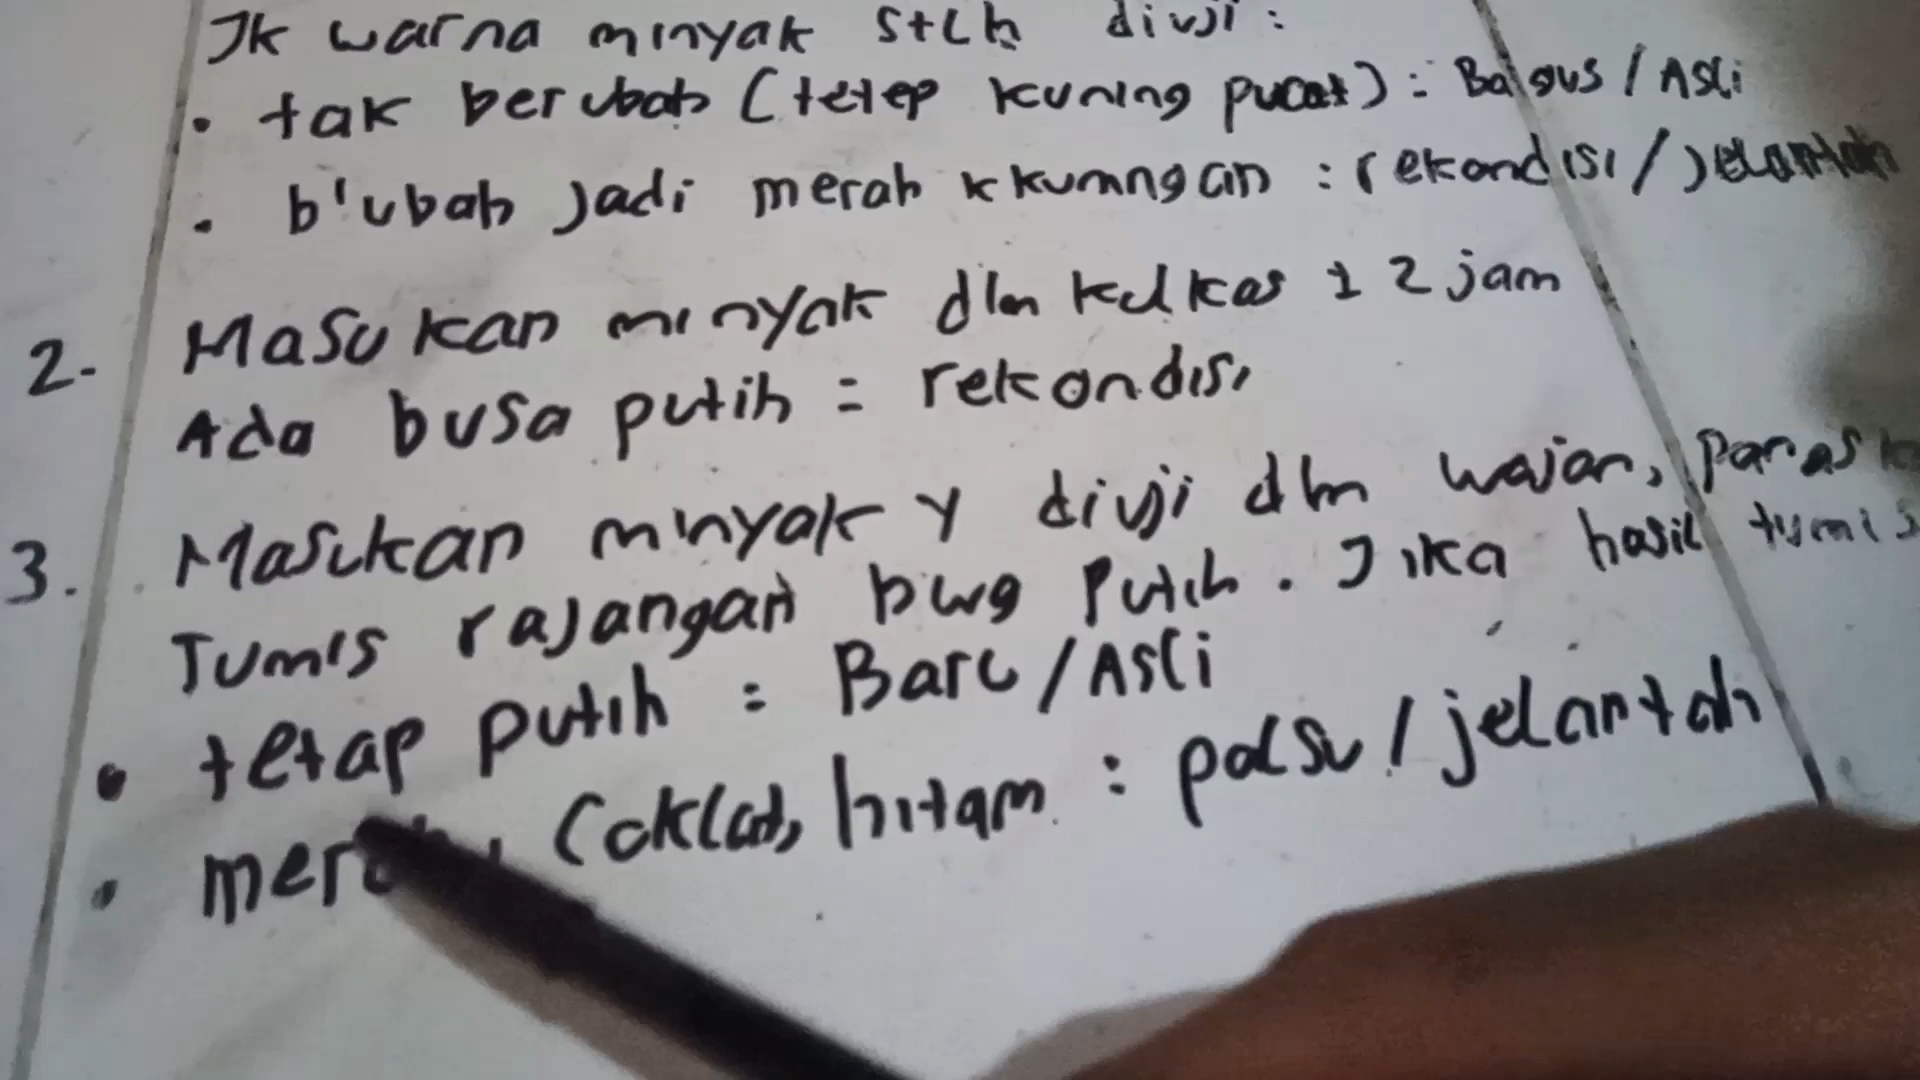 Jk warna minyak stlh diuji :
• tak berubah (tetep kuning pucat) : Bagus / Asli
• b'ubah jadi merah kkuningan : rekondisi / jelantah
2. Masukan minyak dlm kulkas ± 2 jam
Ada busa putih = rekondisi
3. Masukan minyak y diuji dlm wajan, panask
Tumis rajangan bwg putih. Jika hasil tumis
• tetap putih = Baru / Asli
• coklat, hitam : palsu / jelantah